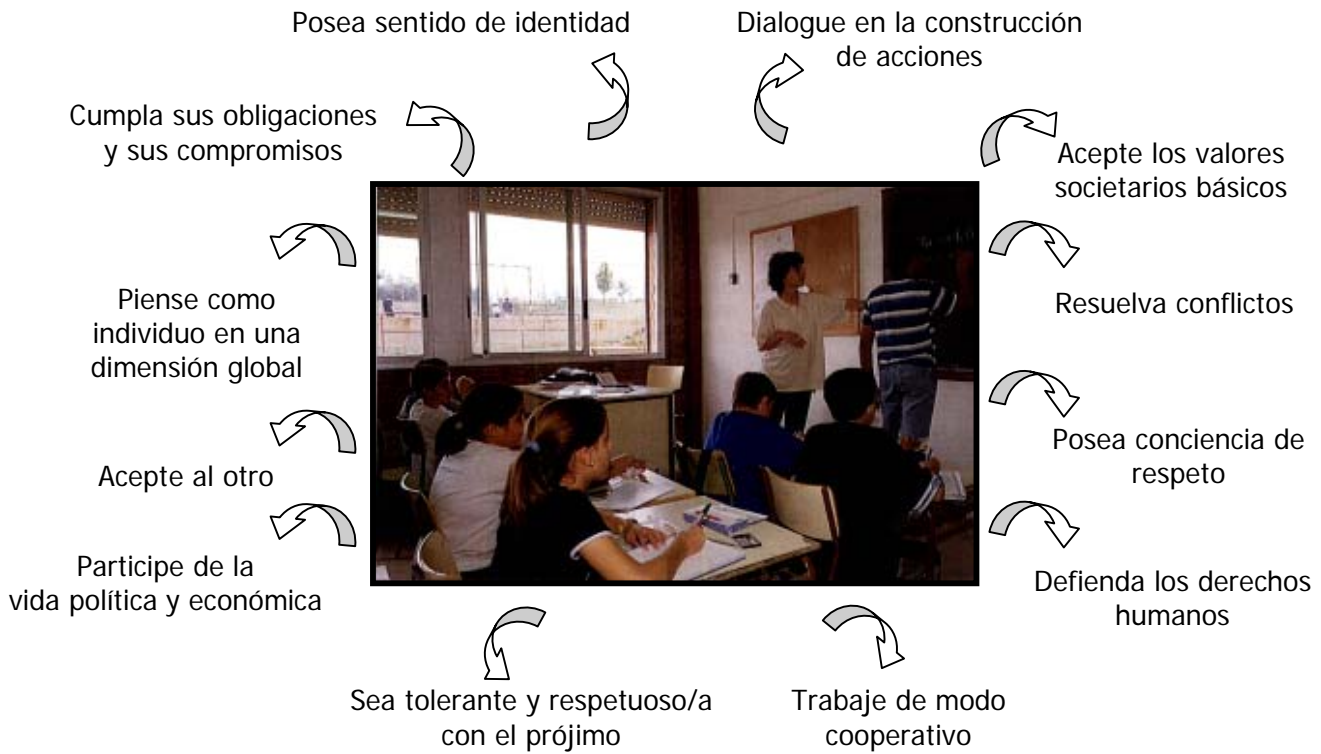 Posea sentido de identidad
Dialogue en la construcción
de acciones
Cumpla sus obligaciones
y sus compromisos
Acepte los valores
societarios básicos
Piense como
individuo en una
dimensión global
Resuelva conflictos
Acepte al otro
Posea conciencia de
respeto
Participe de la
vida política y económica
Defienda los derechos
humanos
Sea tolerante y respetuoso/a
con el prójimo
Trabaje de modo
cooperativo